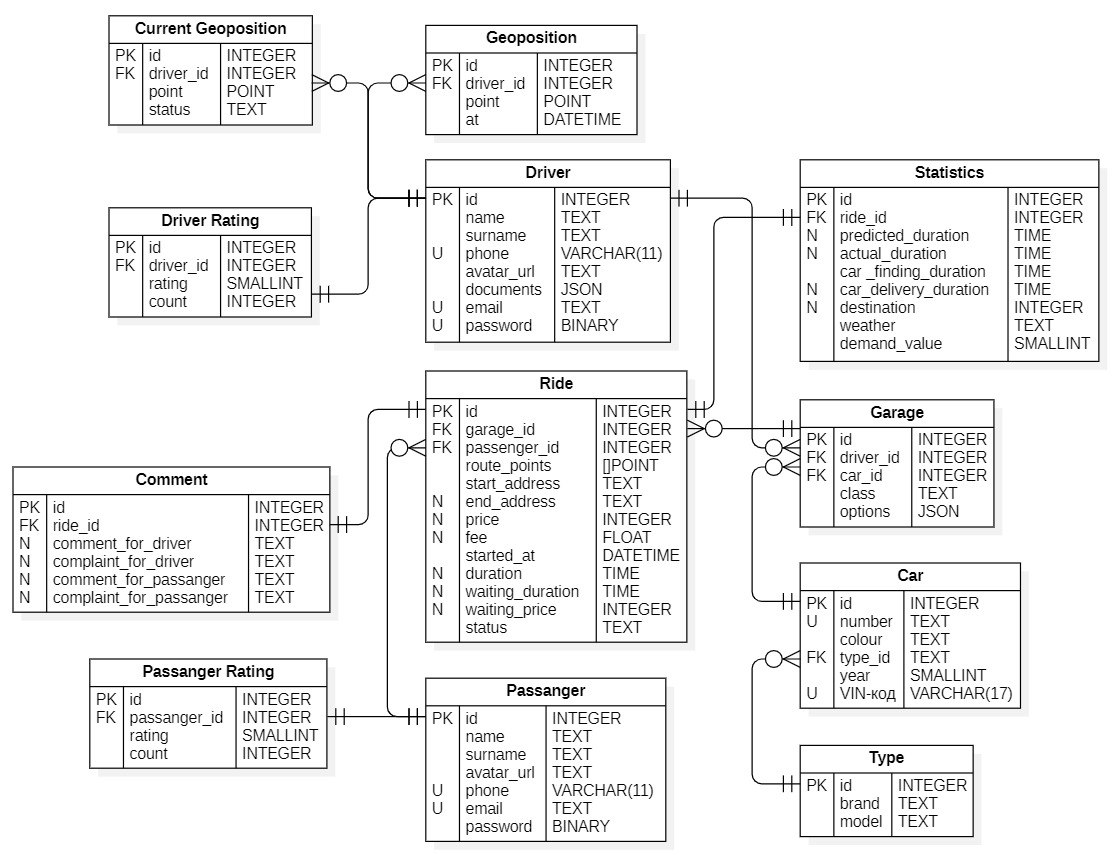 Current Geoposition
PK id INTEGER
FK driver_id INTEGER
point POINT
status TEXT
Geoposition
PK id INTEGER
FK driver_id INTEGER
point POINT
at DATETIME
Driver Rating
PK id INTEGER
FK driver_id INTEGER
rating SMALLINT
count INTEGER
Driver
PK id INTEGER
name TEXT
surname TEXT
U phone VARCHAR(11)
avatar_url TEXT
documents JSON
U email TEXT
U password BINARY
Statistics
PK id INTEGER
FK ride_id INTEGER
N predicted_duration TIME
N actual_duration TIME
car _finding_duration TIME
N car_delivery_duration TIME
N destination INTEGER
weather TEXT
demand_value SMALLINT
Ride
PK id INTEGER
FK garage_id INTEGER
FK passenger_id INTEGER
route_points []POINT
start_address TEXT
N end_address TEXT
N price INTEGER
N fee FLOAT
started_at DATETIME
N duration TIME
N waiting_duration TIME
N waiting_price INTEGER
status TEXT
Garage
PK id INTEGER
FK driver_id INTEGER
FK car_id INTEGER
class TEXT
options JSON
Comment
PK id INTEGER
FK ride_id INTEGER
N comment_for_driver TEXT
N complaint_for_driver TEXT
N comment_for_passanger TEXT
N complaint_for_passanger TEXT
Car
PK id INTEGER
U number TEXT
colour TEXT
FK type_id TEXT
year SMALLINT
U VIN-код VARCHAR(17)
Passanger Rating
PK id INTEGER
FK passanger_id INTEGER
rating SMALLINT
count INTEGER
Passanger
PK id INTEGER
name TEXT
surname TEXT
avatar_url TEXT
U phone VARCHAR(11)
U email TEXT
password BINARY
Type
PK id INTEGER
brand TEXT
model TEXT